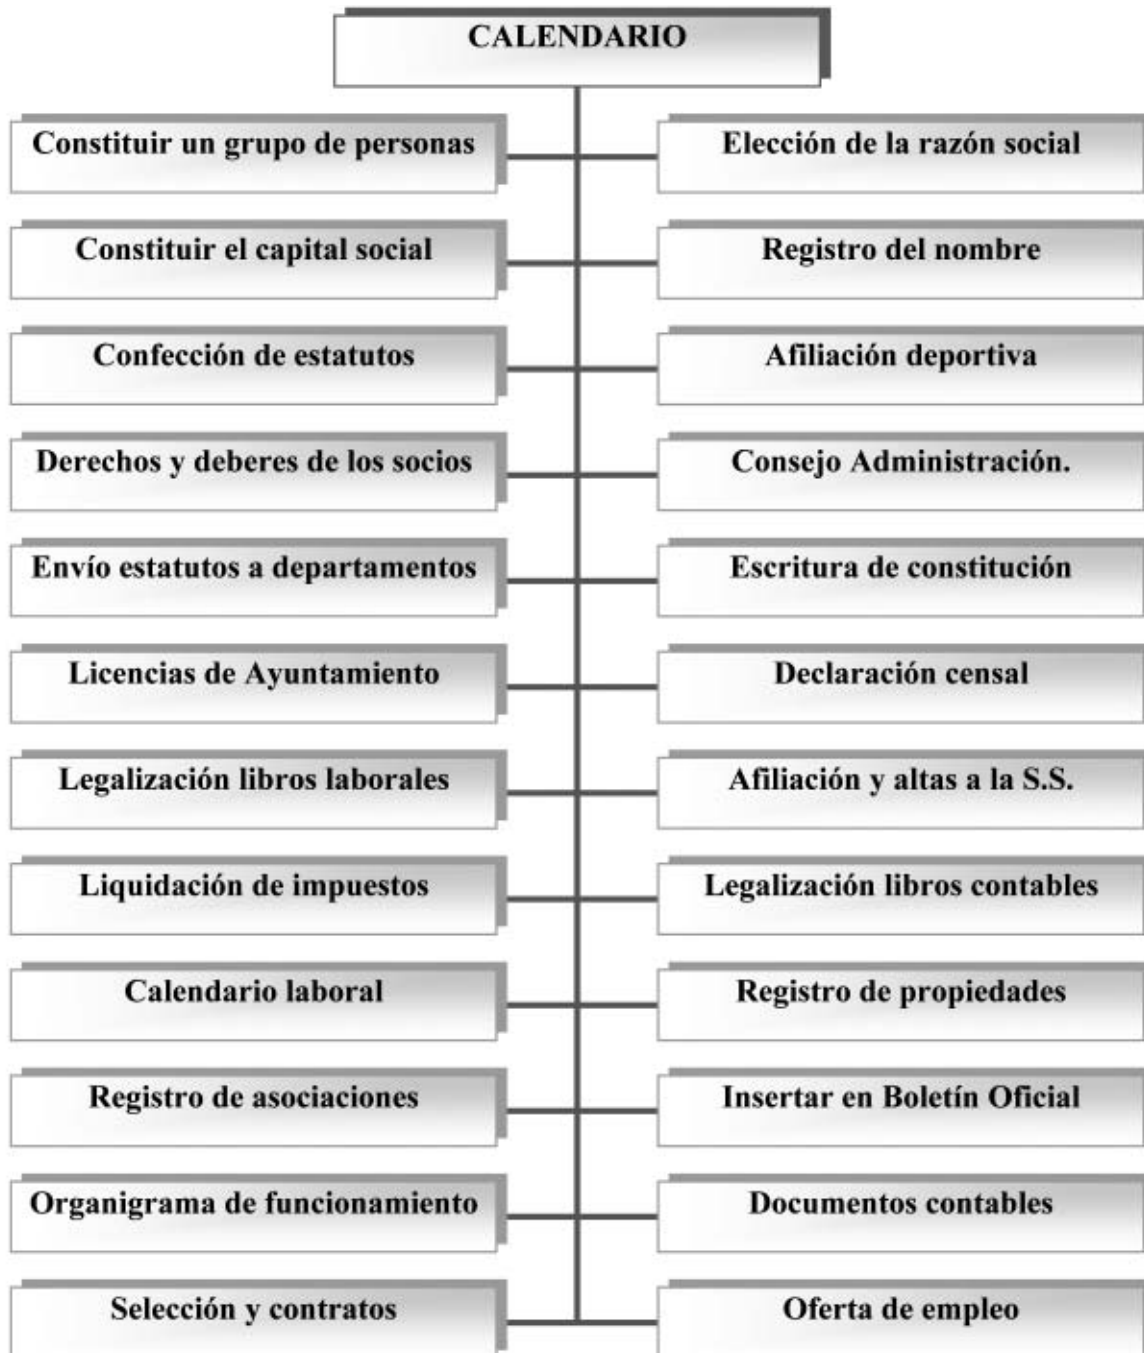 CALENDARIO
Constituir un grupo de personas
Elección de la razón social
Constituir el capital social
Registro del nombre
Confección de estatutos
Afiliación deportiva
Derechos y deberes de los socios
Consejo Administración.
Envío estatutos a departamentos
Escritura de constitución
Licencias de Ayuntamiento
Declaración censal
Legalización libros laborales
Afiliación y altas a la S.S.
Liquidación de impuestos
Legalización libros contables
Calendario laboral
Registro de propiedades
Registro de asociaciones
Insertar en Boletín Oficial
Organigrama de funcionamiento
Documentos contables
Selección y contratos
Oferta de empleo